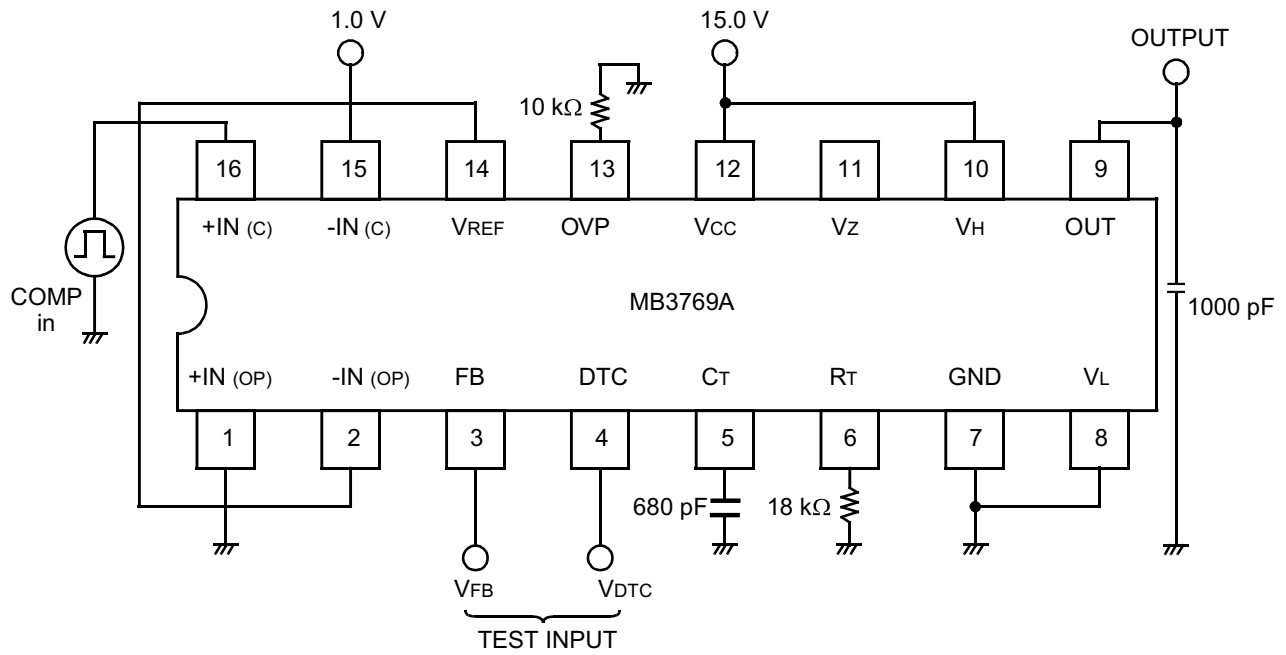 1.0 V
15.0 V
OUTPUT
10 kΩ
16 15 14 13 12 11 10 9
+IN (C) -IN (C) VREF OVP VCC VZ VH OUT
COMP
in
MB3769A
1000 pF
+IN (OP) -IN (OP) FB DTC CT RT GND VL
1 2 3 4 5 6 7 8
680 pF 18 kΩ
VFB VDTC
TEST INPUT